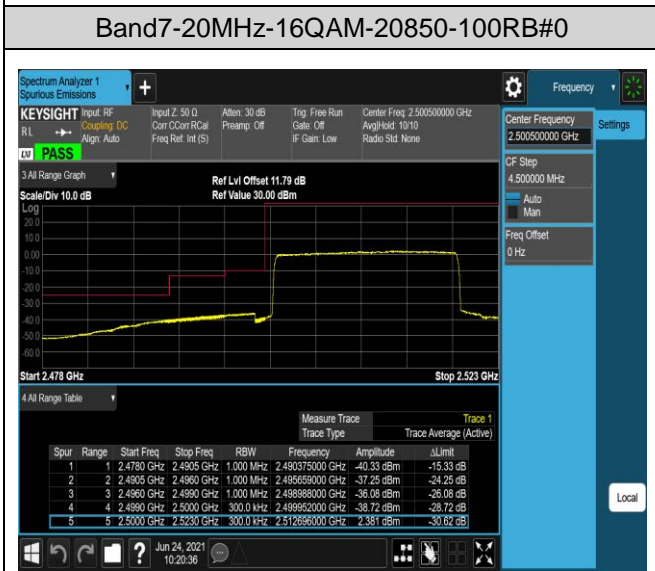 Band7-20MHz-16QAM-20850-100RB#0
Spectrum Analyzer 1
Spurious Emissions
+
Frequency
KEYSIGHT Input: RF Input Z: 50 Ω Atten: 30 dB Trig: Free Run Center Freq: 2.500500000 GHz
RL Coupling: DC Corr CCorr RCal Preamp: Off Gate: Off Avg|Hold: 10/10
Align: Auto Freq Ref: Int (S) IF Gain: Low Radio Std: None
LXI PASS
Center Frequency
2.500500000 GHz
Settings
CF Step
4.500000 MHz
Auto
Man
Freq Offset
0 Hz
3 All Range Graph
Ref Lvl Offset 11.79 dB
Scale/Div 10.0 dB Ref Value 30.00 dBm
Log
20.0
10.0
0.00
-10.0
-20.0
-30.0
-40.0
-50.0
-60.0
Start 2.478 GHz Stop 2.523 GHz
4 All Range Table
Measure Trace Trace 1
Trace Type Trace Average (Active)
Spur Range Start Freq Stop Freq RBW Frequency Amplitude ΔLimit
1 1 2.4780 GHz 2.4905 GHz 1.000 MHz 2.490375000 GHz -40.33 dBm -15.33 dB
2 2 2.4905 GHz 2.4960 GHz 1.000 MHz 2.495659000 GHz -37.25 dBm -24.25 dB
3 3 2.4960 GHz 2.4990 GHz 1.000 MHz 2.498988000 GHz -36.08 dBm -26.08 dB
4 4 2.4990 GHz 2.5000 GHz 300.0 kHz 2.499952000 GHz -38.72 dBm -28.72 dB
5 5 2.5000 GHz 2.5230 GHz 300.0 kHz 2.512696000 GHz 2.381 dBm -30.62 dB
Local
?
Jun 24, 2021
10:20:36